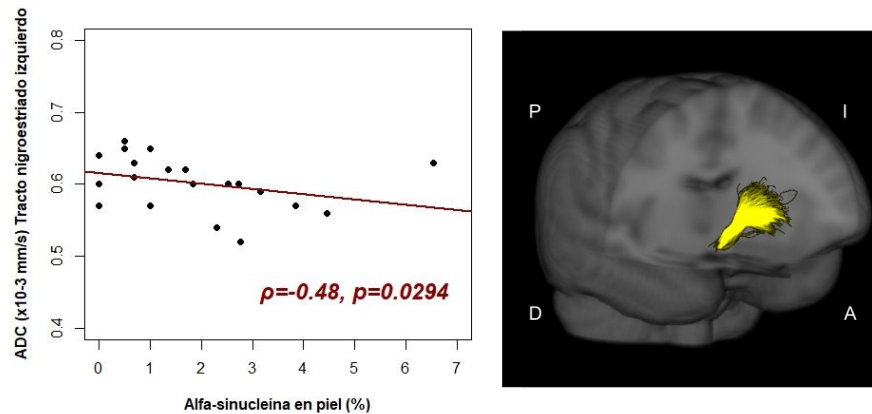 ADC (x10-3 mm/s) Tracto nigroestriado izquierdo
0.8
0.7
0.6
0.5
0.4
ρ=-0.48, p=0.0294
0 1 2 3 4 5 6 7
Alfa-sinucleína en piel (%)
P I
D A